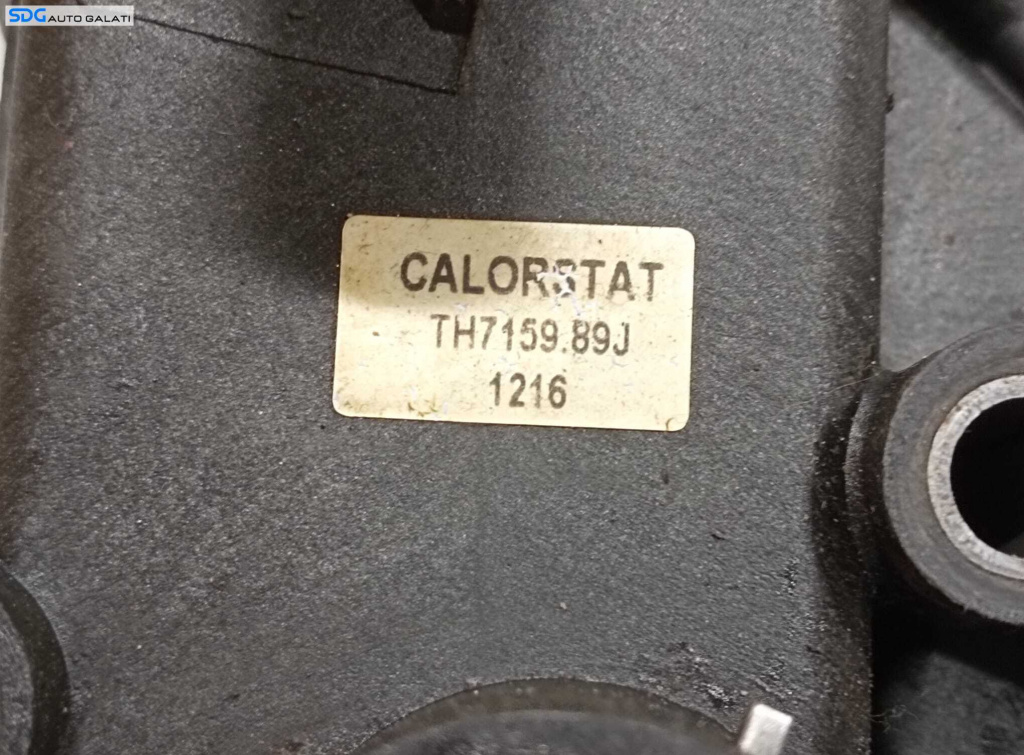 SDG AUTO GALATI
CALORSTAT
TH7159.89J
1216